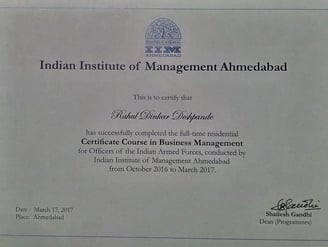 IIM
AHMEDABAD
Indian Institute of Management Ahmedabad
This is to certify that
Rahul Dinkar Deshpande
has successfully completed the full-time residential
Certificate Course in Business Management
for Officers of the Indian Armed Forces, conducted by
Indian Institute of Management Ahmedabad
from October 2016 to March 2017.
Date : March 17, 2017
Place: Ahmedabad
Shailesh Gandhi
Dean (Programmes)